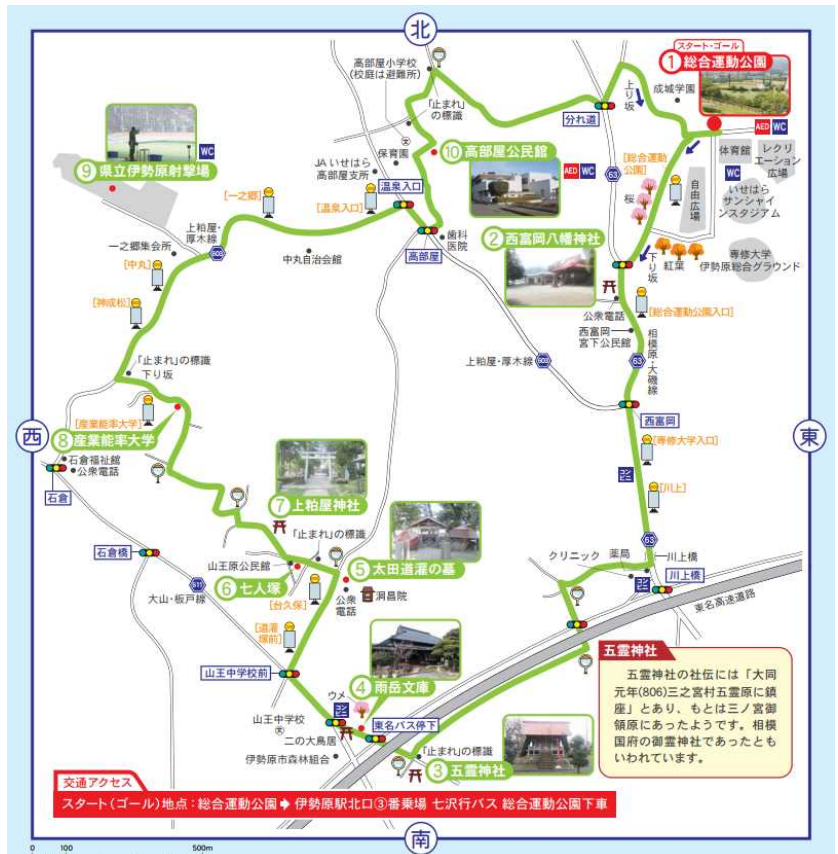 北
スタート・ゴール
①総合運動公園
高部屋小学校
(校庭は避難所)
上り坂
成城学園
「止まれ」
の標識
分れ道
AED WC
体育館
レクリ
エーション
広場
⑨県立伊勢原射撃場
WC
保育園
JA いせはら
高部屋支所
⑩高部屋公民館
AED WC
63
[総合運動
公園]
桜
自由
広場
WC
いせはら
サンシャイ
ンスタジアム
[一之郷]
[温泉入口]
温泉入口
上粕屋・
厚木線
603
一之郷集会所
歯科
医院
高部屋
②西富岡八幡神社
下り坂
紅葉
専修大学
伊勢原総合グラウンド
[中丸]
中丸自治会館
[神成松]
公衆電話
[総合運動公園入口]
西富岡
宮下公民館
相模原・大磯線
63
上粕屋・厚木線
603
「止まれ」の標識
下り坂
西富岡
西
東
[産業能率大学]
⑧産業能率大学
[専修大学入口]
石倉福祉館
公衆電話
石倉
コンビニ
[川上]
⑦上粕屋神社
「止まれ」の標識
石倉橋
山王原公民館
⑥七人塚
⑤太田道灌の墓
63
クリニック
薬局
川上橋
コンビニ
川上橋
611
大山・板戸線
[台久保]
公衆
電話
洞昌院
東名高速道路
[道灌
塚前]
④雨岳文庫
山王中学校前
ウメ
コンビニ
山王中学校
東名バス停下
二の大鳥居
伊勢原市森林組合
「止まれ」の標識
③五霊神社
五霊神社
五霊神社の社伝には「大同
元年(806)三之宮村五霊原に鎮
座」とあり、もとは三ノ宮御
領原にあったようです。相模
国府の御霊神社であったとも
いわれています。
交通アクセス
スタート(ゴール)地点:総合運動公園➡伊勢原駅北口③番乗場 七沢行バス 総合運動公園下車
南
0 100 500m